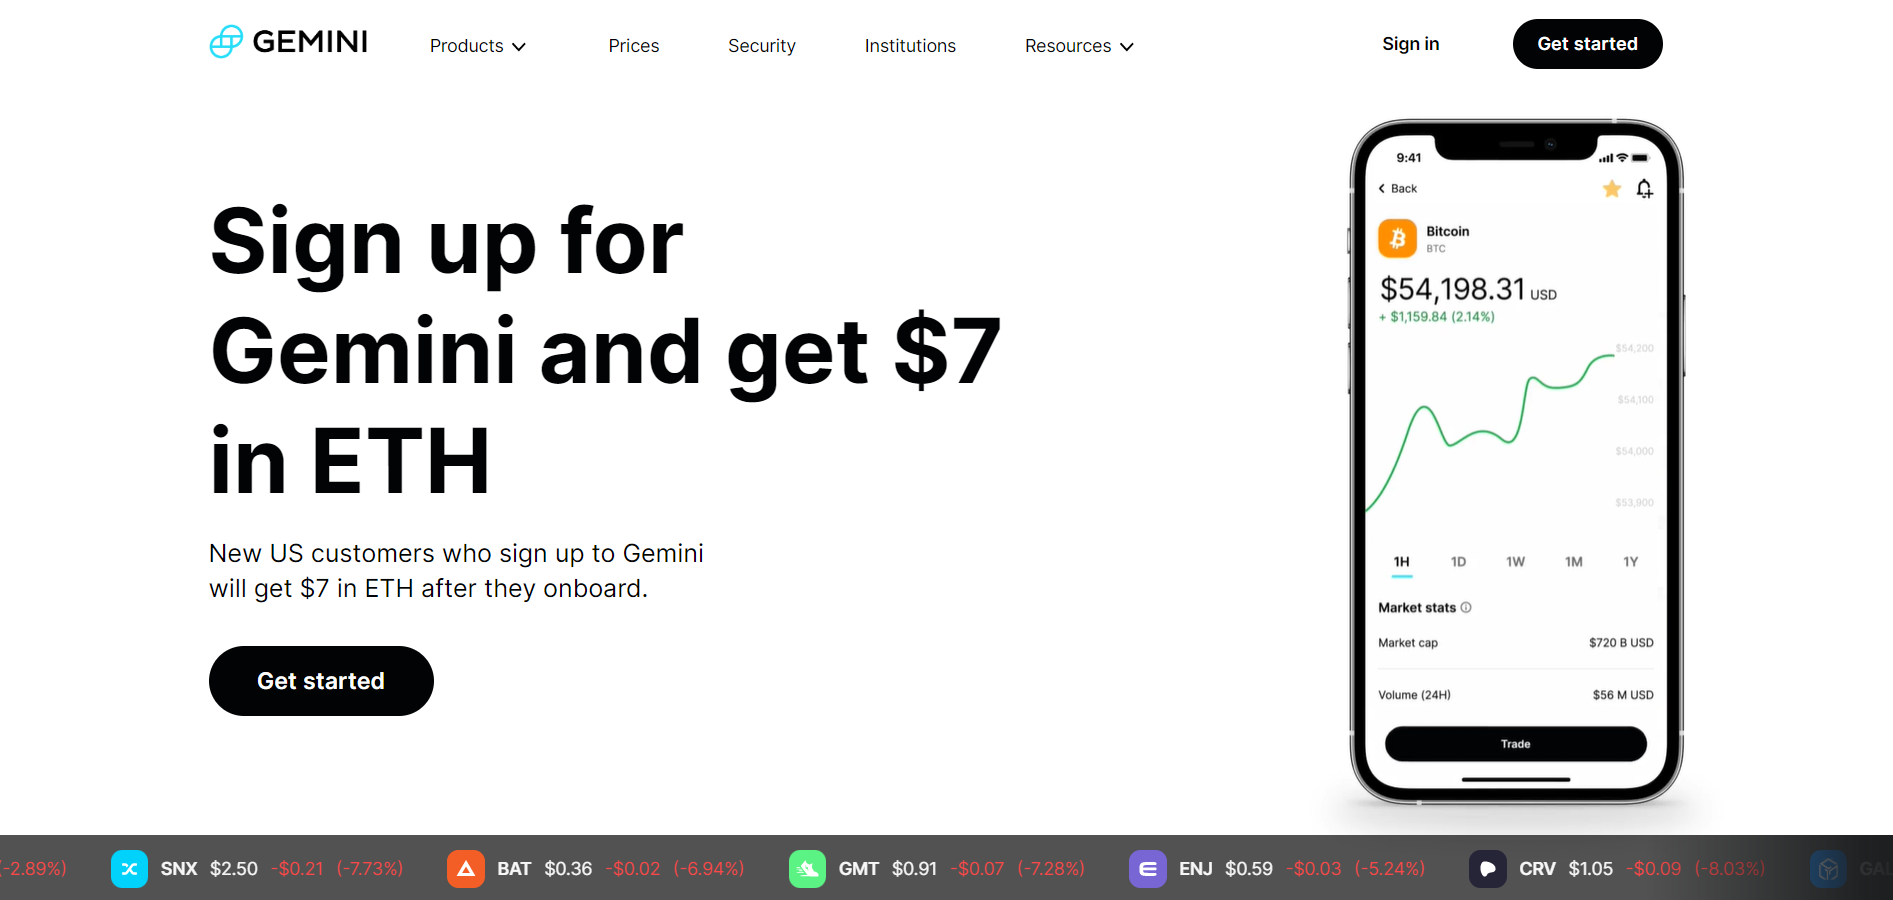 GEMINI
Products
Prices
Security
Institutions
Resources
Sign in
Get started
Sign up for
Gemini and get $7
in ETH
New US customers who sign up to Gemini
will get $7 in ETH after they onboard.
Get started
9:41
Back
Bitcoin
BTC
$54,198.31 USD
+ $1,159.84 (2.14%)
$54,200
$54,100
$54,000
$53,900
1H 1D 1W 1M 1Y
Market stats
Market cap $720 B USD
Volume (24H) $56 M USD
Trade
(-2.89%) SNX $2.50 -$0.21 (-7.73%) BAT $0.36 -$0.02 (-6.94%) GMT $0.91 -$0.07 (-7.28%) ENJ $0.59 -$0.03 (-5.24%) CRV $1.05 -$0.09 (-8.03%)